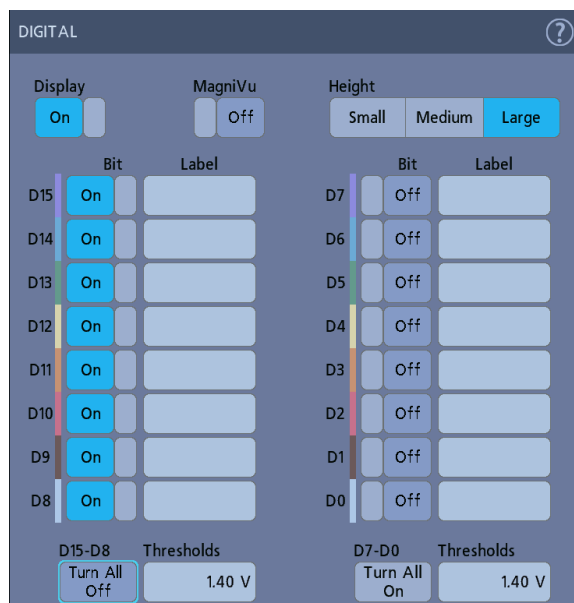 DIGITAL ?
Display MagniVu Height
On Off Small Medium Large
Bit Label Bit Label
D15 On D7 Off
D14 On D6 Off
D13 On D5 Off
D12 On D4 Off
D11 On D3 Off
D10 On D2 Off
D9 On D1 Off
D8 On D0 Off
D15-D8 Thresholds D7-D0 Thresholds
Turn All Off 1.40 V Turn All On 1.40 V